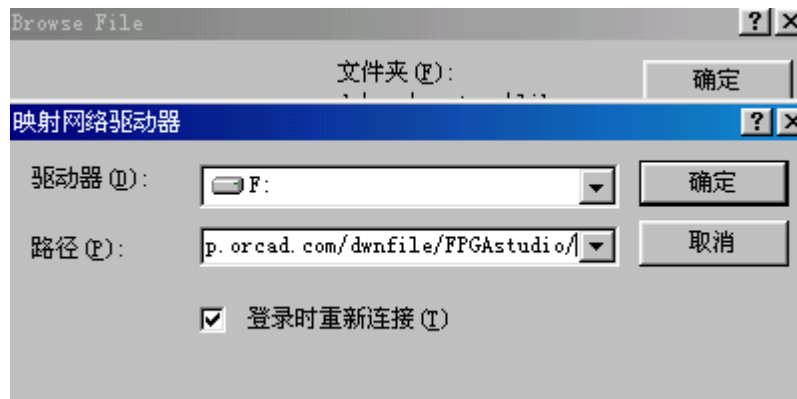 Browse File
文件夹(F):
确定
映射网络驱动器
驱动器(D):
F:
确定
路径(P):
p.orcad.com/dwnfile/FPGAstudio/
取消
登录时重新连接(T)